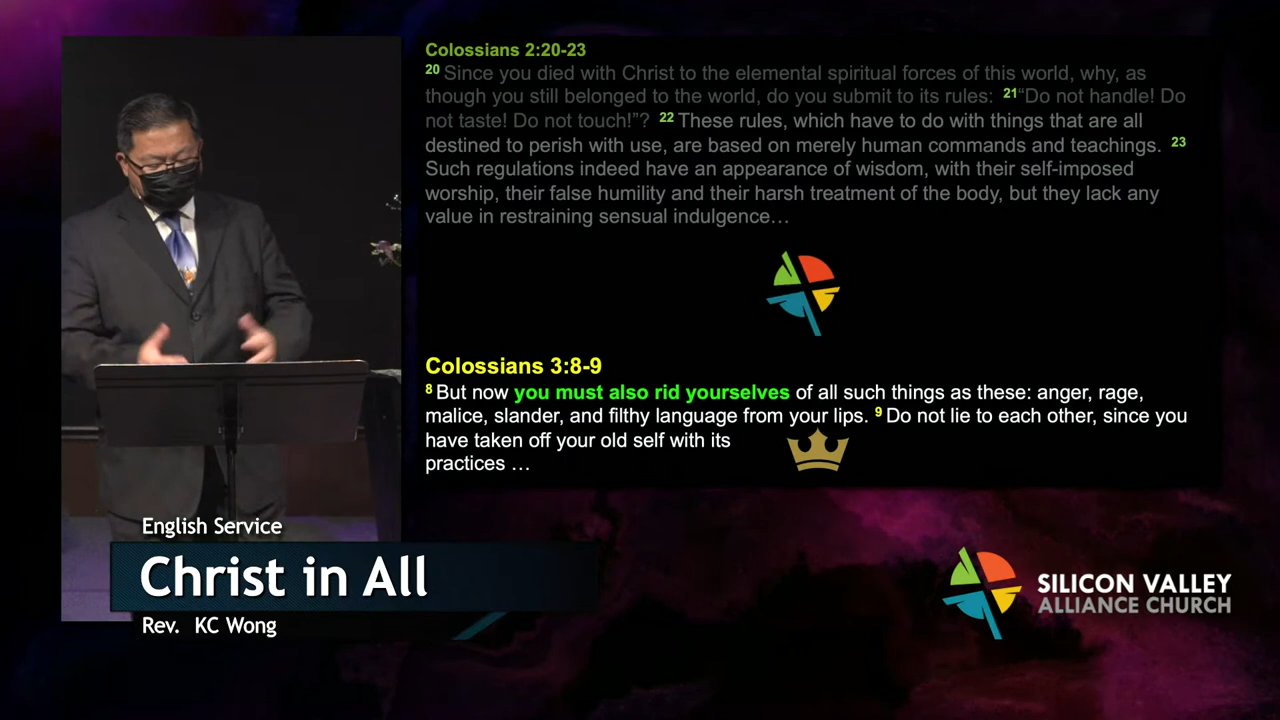 Colossians 2:20-23
20 Since you died with Christ to the elemental spiritual forces of this world, why, as
though you still belonged to the world, do you submit to its rules: 21“Do not handle! Do
not taste! Do not touch!”? 22 These rules, which have to do with things that are all
destined to perish with use, are based on merely human commands and teachings. 23
Such regulations indeed have an appearance of wisdom, with their self-imposed
worship, their false humility and their harsh treatment of the body, but they lack any
value in restraining sensual indulgence…
Colossians 3:8-9
8 But now you must also rid yourselves of all such things as these: anger, rage,
malice, slander, and filthy language from your lips. 9 Do not lie to each other, since you
have taken off your old self with its
practices …
English Service
Christ in All
Rev. KC Wong
SILICON VALLEY
ALLIANCE CHURCH